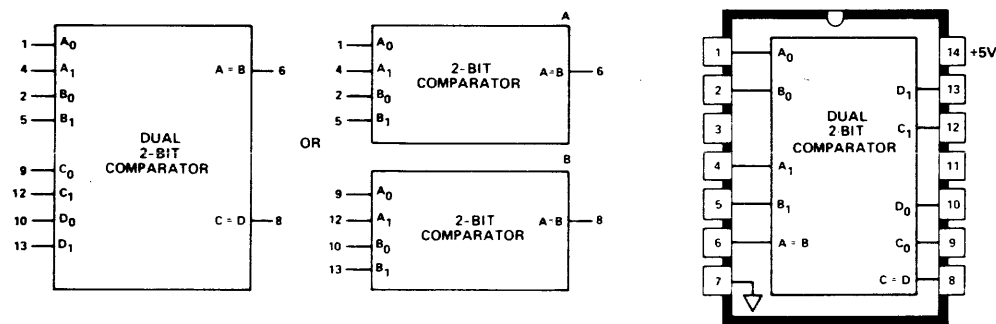 1 A0
4 A1
2 B0
5 B1
A = B 6
DUAL
2-BIT
COMPARATOR
9 C0
12 C1
10 D0
13 D1
C = D 8
OR
A
1 A0
4 A1
2 B0
5 B1
2-BIT
COMPARATOR
A=B 6
B
9 A0
12 A1
10 B0
13 B1
2-BIT
COMPARATOR
A=B 8
1 A0
2 B0
3
4 A1
5 B1
6 A = B
7
DUAL
2-BIT
COMPARATOR
14 +5V
D1 13
C1 12
11
D0 10
C0 9
C = D 8